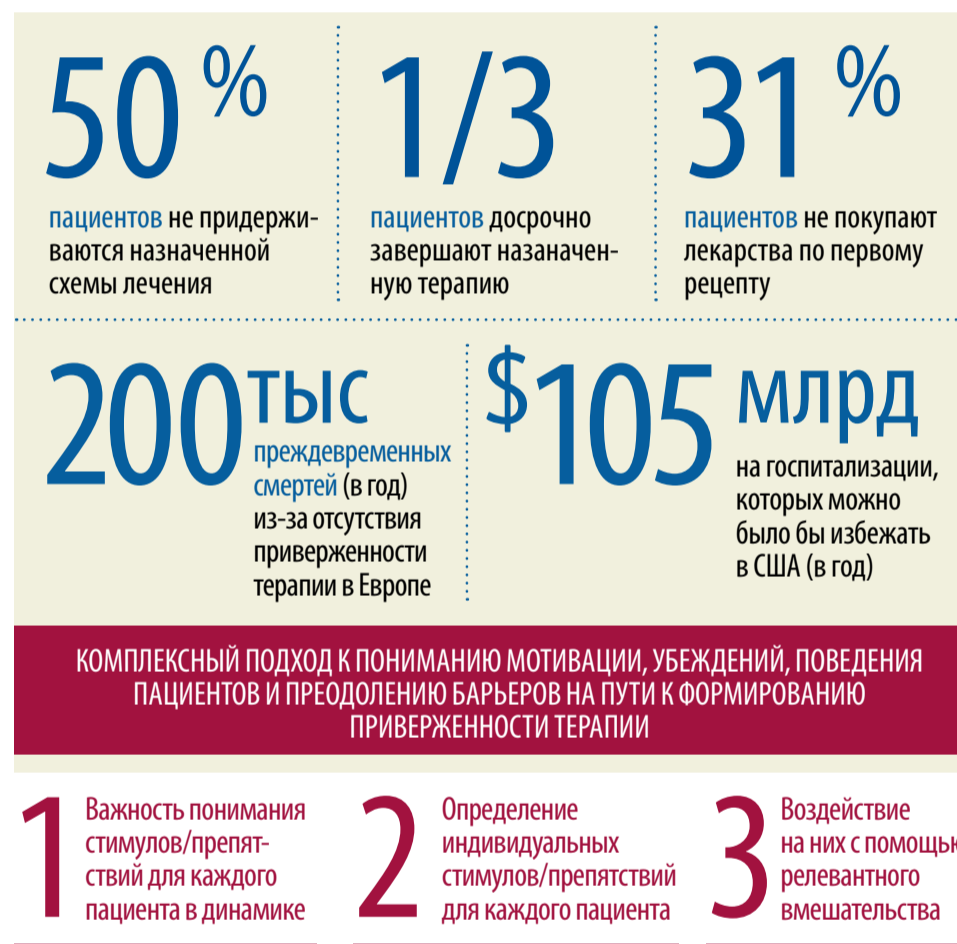 50 %
пациентов не придержи-
ваются назначенной
схемы лечения
1/3
пациентов досрочно
завершают назаначен-
ную терапию
31 %
пациентов не покупают
лекарства по первому
рецепту
200 тыс
преждевременных
смертей (в год)
из-за отсутствия
приверженности
терапии в Европе
$105 млрд
на госпитализации,
которых можно
было бы избежать
в США (в год)
КОМПЛЕКСНЫЙ ПОДХОД К ПОНИМАНИЮ МОТИВАЦИИ, УБЕЖДЕНИЙ, ПОВЕДЕНИЯ
ПАЦИЕНТОВ И ПРЕОДОЛЕНИЮ БАРЬЕРОВ НА ПУТИ К ФОРМИРОВАНИЮ
ПРИВЕРЖЕННОСТИ ТЕРАПИИ
1
Важность понимания
стимулов/препят-
ствий для каждого
пациента в динамике
2
Определение
индивидуальных
стимулов/препятствий
для каждого пациента
3
Воздействие
на них с помощью
релевантного
вмешательства